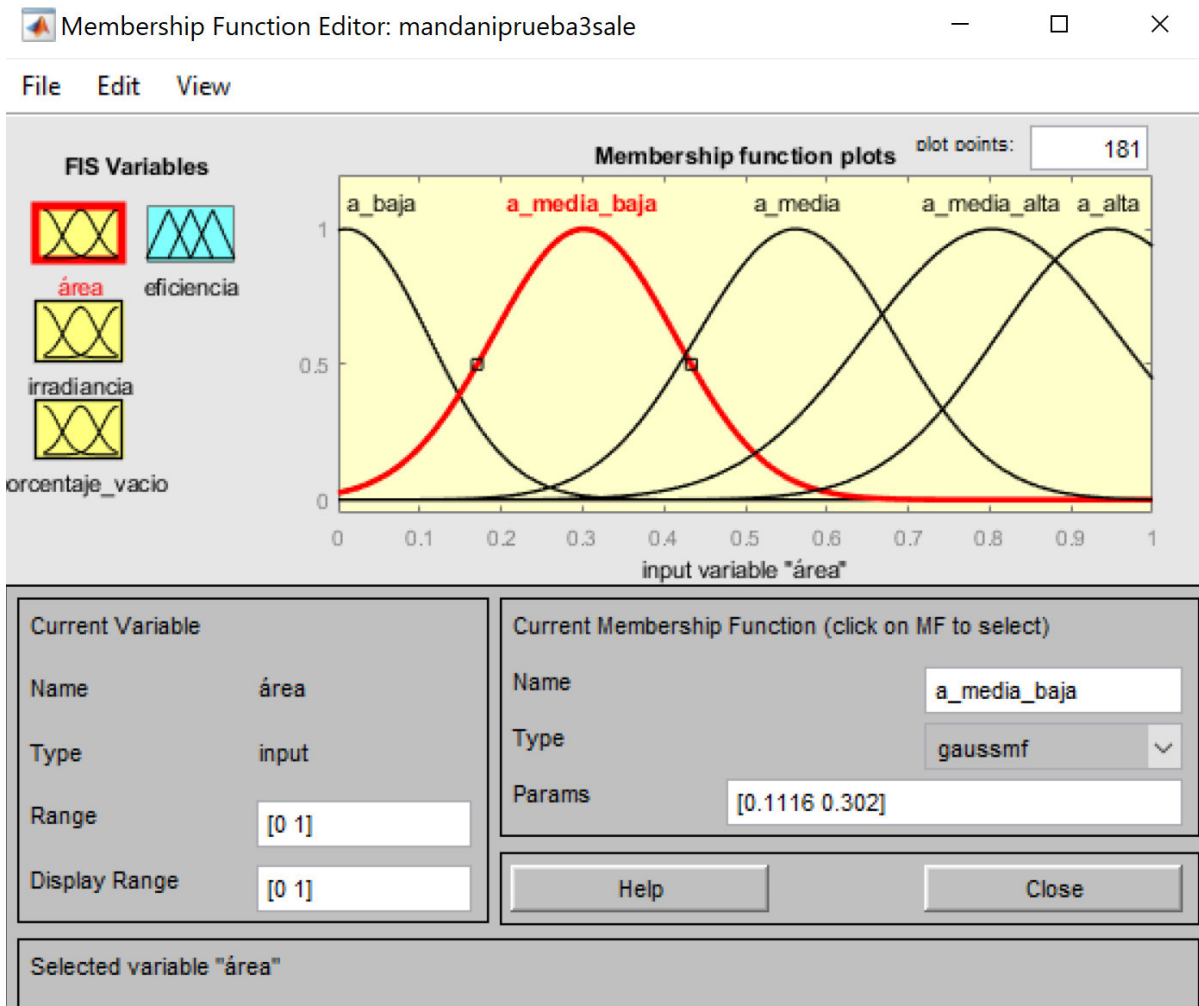 Membership Function Editor: mandaniprueba3sale
File Edit View
FIS Variables
área
eficiencia
irradiancia
orcentaje_vacio
Membership function plots
plot points:
181
a_baja
a_media_baja
a_media
a_media_alta
a_alta
1
0.5
0
0 0.1 0.2 0.3 0.4 0.5 0.6 0.7 0.8 0.9 1
input variable "área"
Current Variable
Name área
Type input
Range [0 1]
Display Range [0 1]
Current Membership Function (click on MF to select)
Name a_media_baja
Type gaussmf
Params [0.1116 0.302]
Help
Close
Selected variable "área"